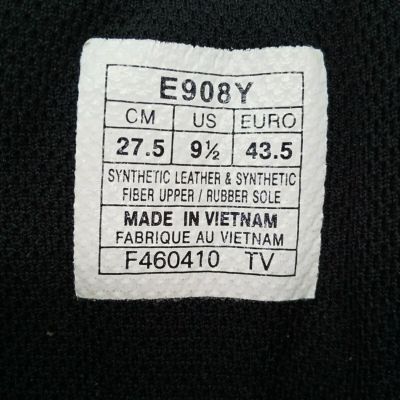 E908Y
CM US EURO
27.5 9½ 43.5
SYNTHETIC LEATHER & SYNTHETIC
FIBER UPPER / RUBBER SOLE
MADE IN VIETNAM
FABRIQUE AU VIETNAM
F460410 TV